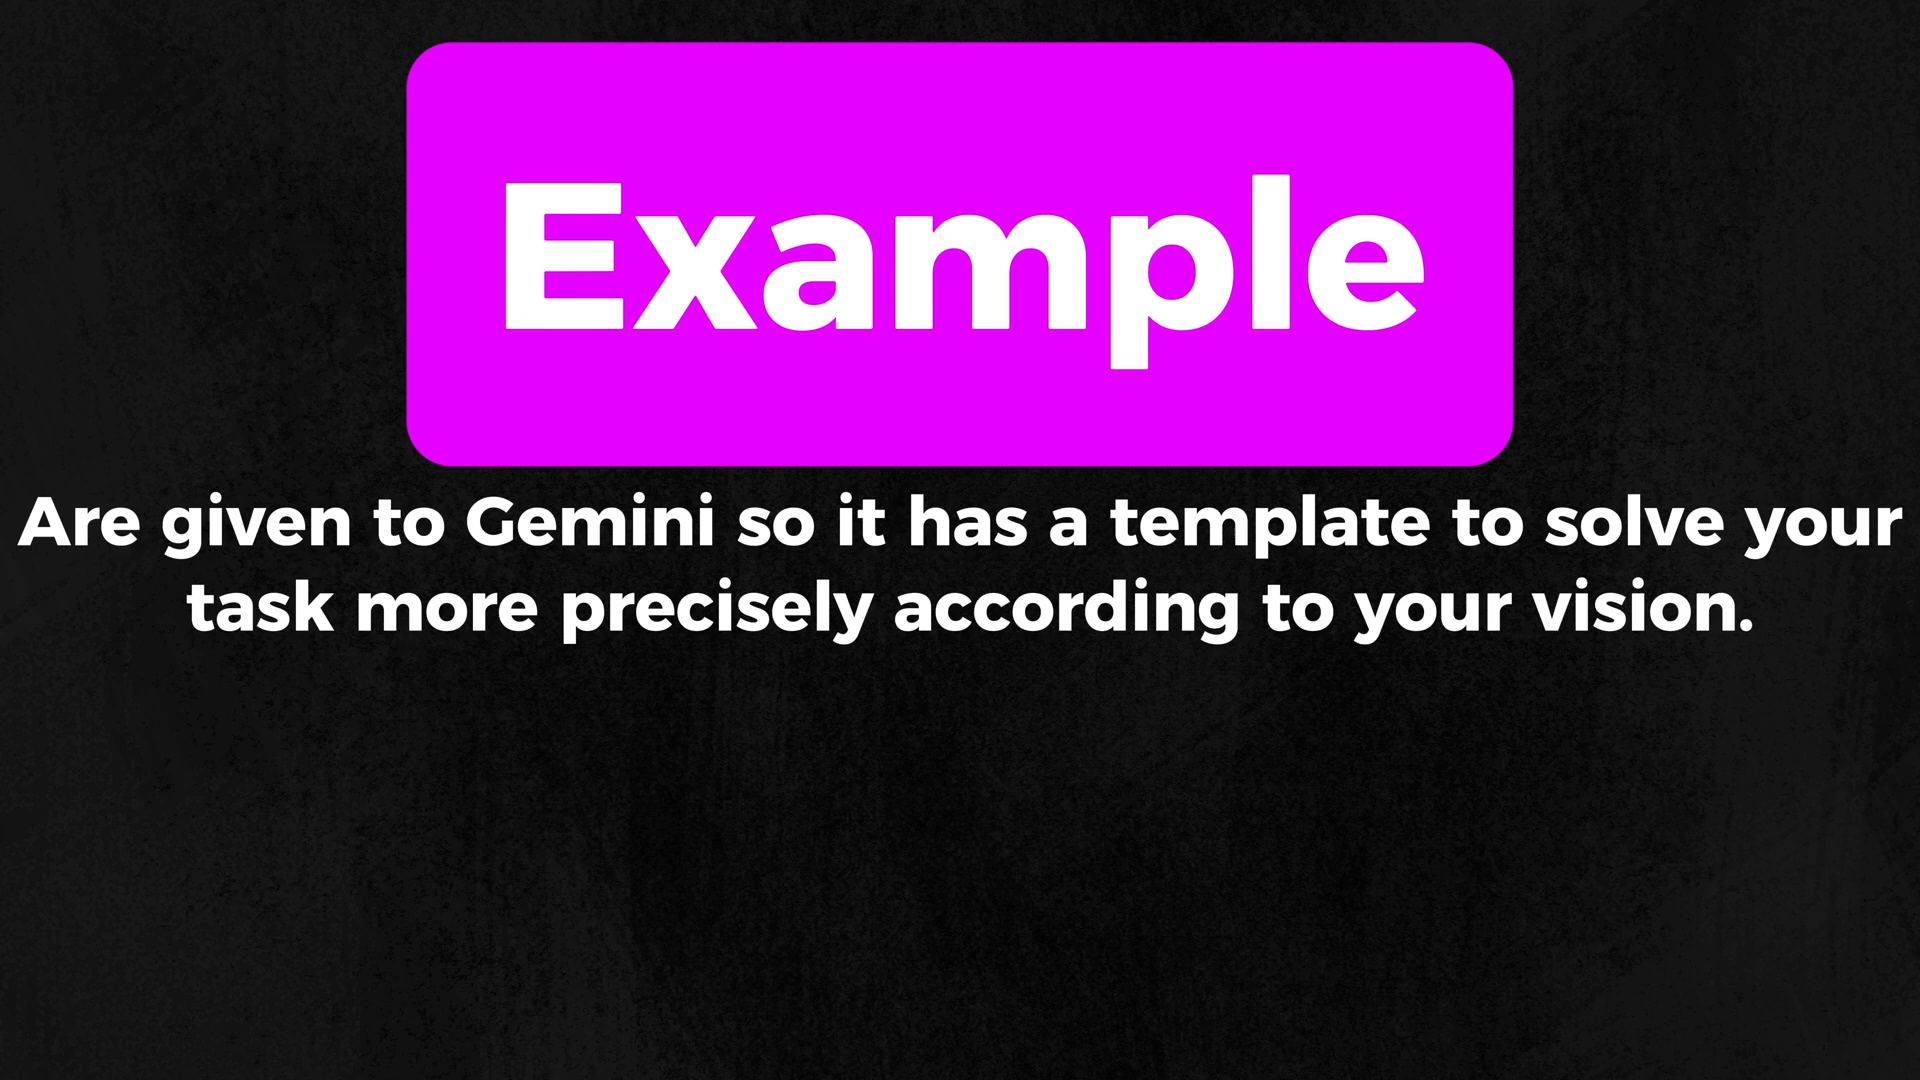 Example
Are given to Gemini so it has a template to solve your
task more precisely according to your vision.